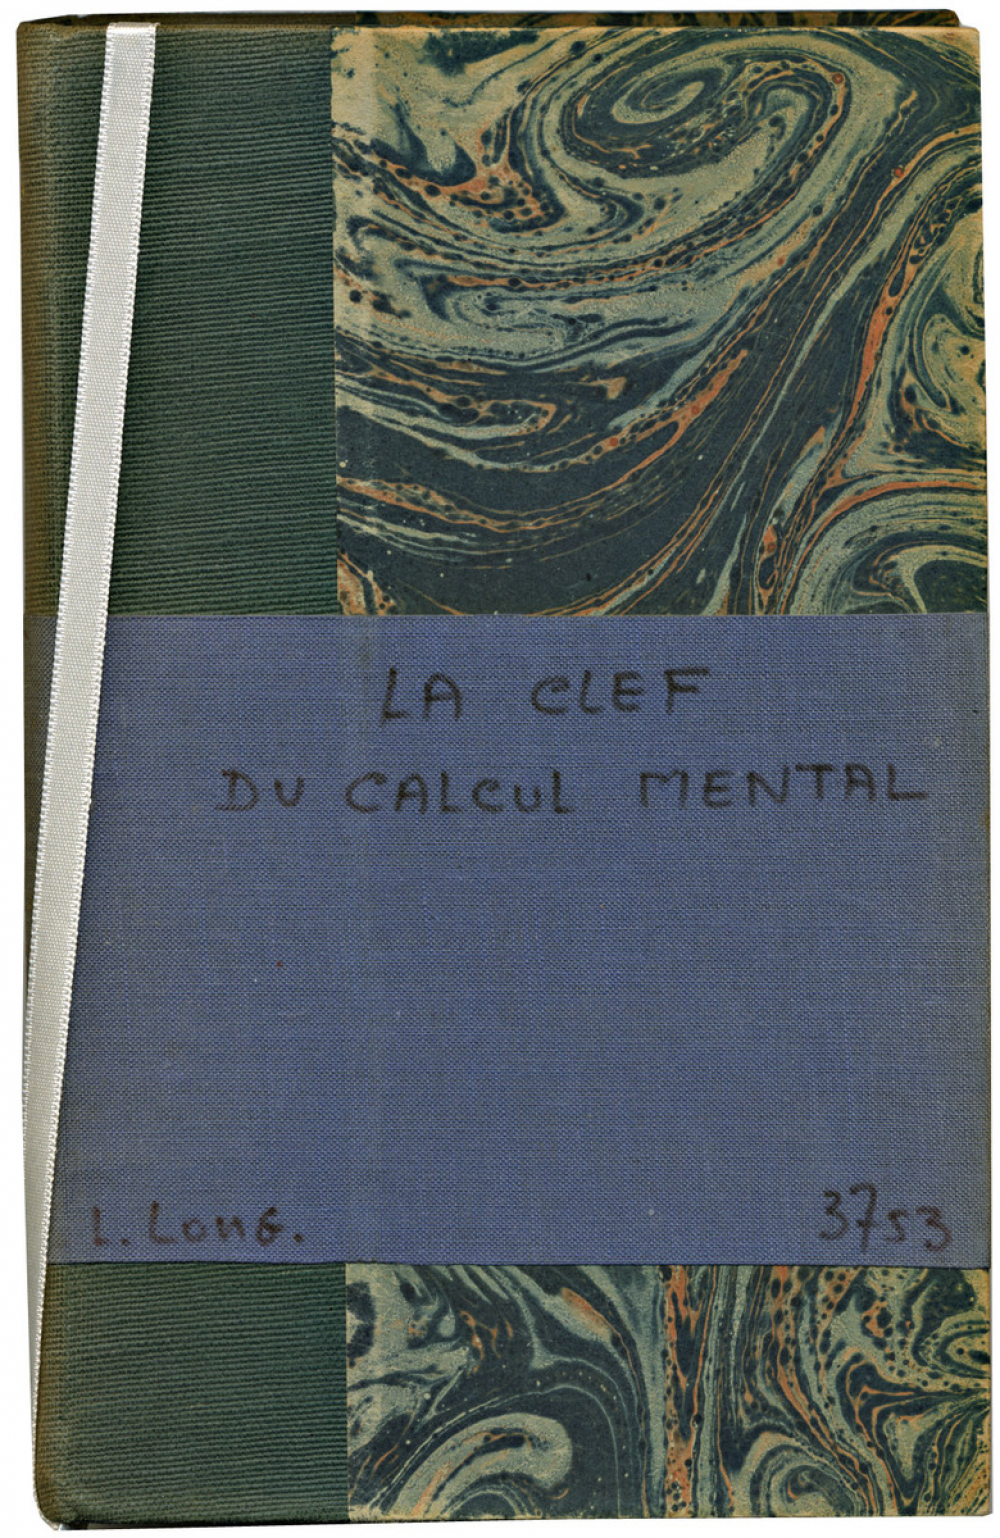 LA CLEF
DU CALCUL MENTAL
L. LONG. 3753